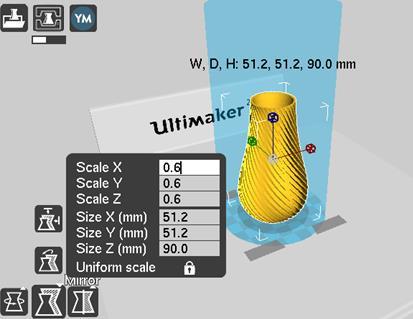 YM
W, D, H: 51.2, 51.2, 90.0 mm
Ultimaker²
Scale X 0.6
Scale Y 0.6
Scale Z 0.6
Size X (mm) 51.2
Size Y (mm) 51.2
Size Z (mm) 90.0
Uniform scale
Mirror